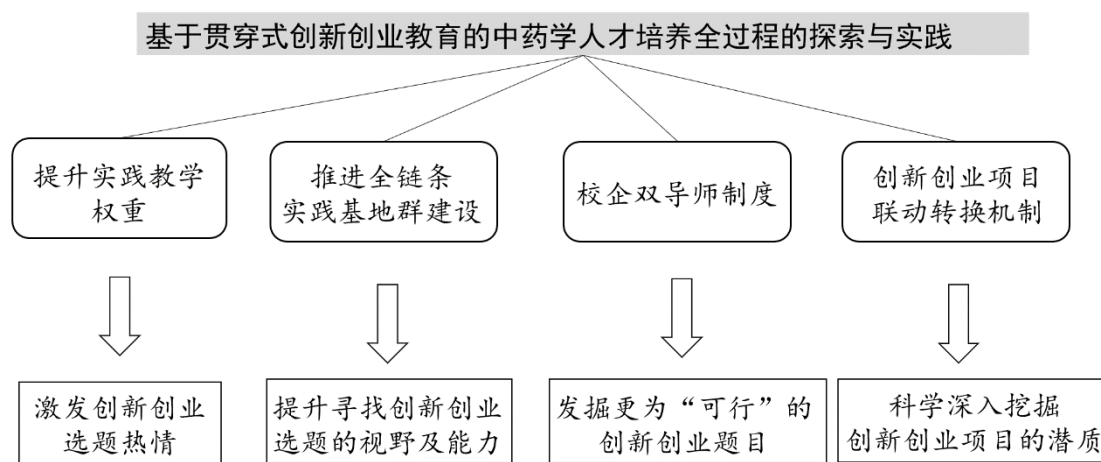 基于贯穿式创新创业教育的中药学人才培养全过程的探索与实践
提升实践教学
权重
推进全链条
实践基地群建设
校企双导师制度
创新创业项目
联动转换机制
激发创新创业
选题热情
提升寻找创新创业
选题的视野及能力
发掘更为“可行”的
创新创业题目
科学深入挖掘
创新创业项目的潜质